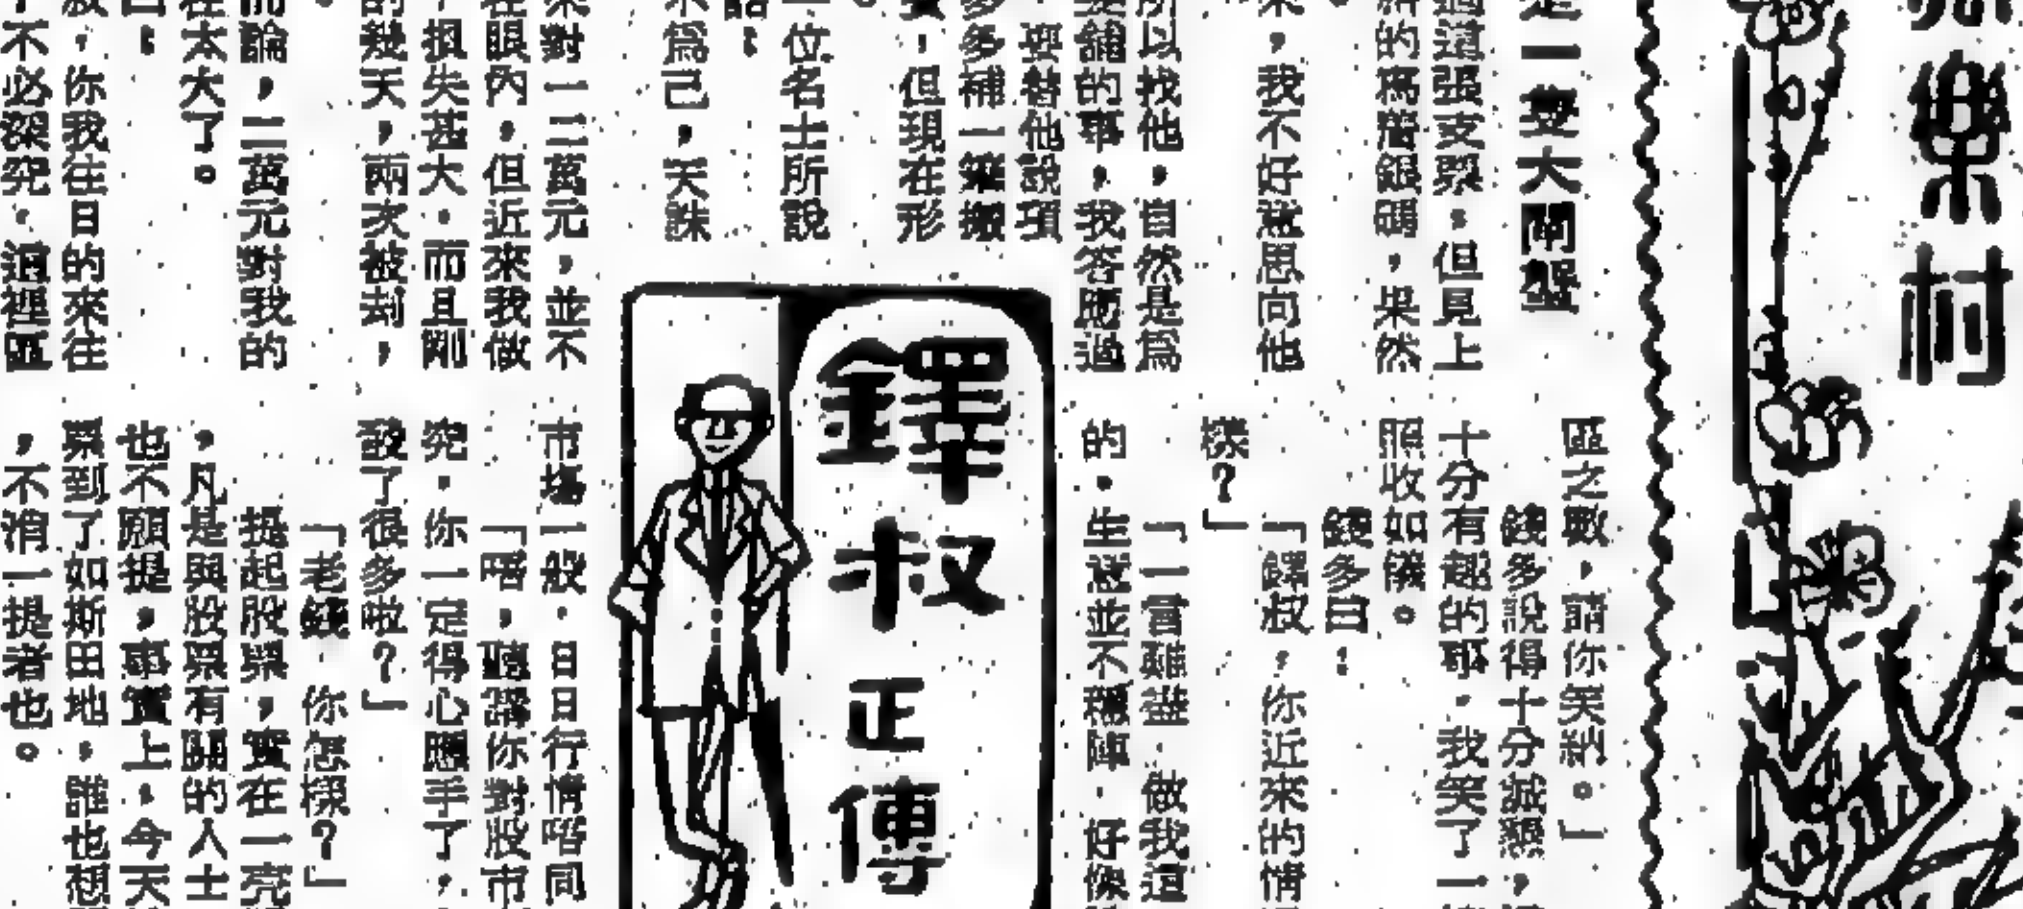 樂村
是一隻大閘蟹
過這張支票,但見上
銀碼,果然
來,我不好意思向他
所以找他,自然是為
舖的事,我答應過
要替他說項
多多補一筆搬
,但現在形
一位名士所說
話:
不為己,天誅
來對一二萬元,並不
在眼內,但近來我做
損失甚大。而且剛
的幾天,兩次被劫,
而論,二萬元對我的
在太大了。
曰:
,你我往日的來往
,不必深究,這裡區
鐸叔正傳
區之數,請你笑納。」
錢多說得十分誠懇,
十分有趣的事,我笑了一
照收如儀。
錢多曰:
「鐸叔,你近來的情
樣?」
「一言難盡,做我這
的,生意並不穩陣,好像
市場一般,日日行情唔同
「唔,聽講你對股市
究,你一定得心應手了,
發了很多啦?」
「老錢,你怎樣?」
提起股票,實在一
,凡是與股票有關的人士
也不願提,事實上,今天
票到了如斯田地,誰也想
,不消一提者也。